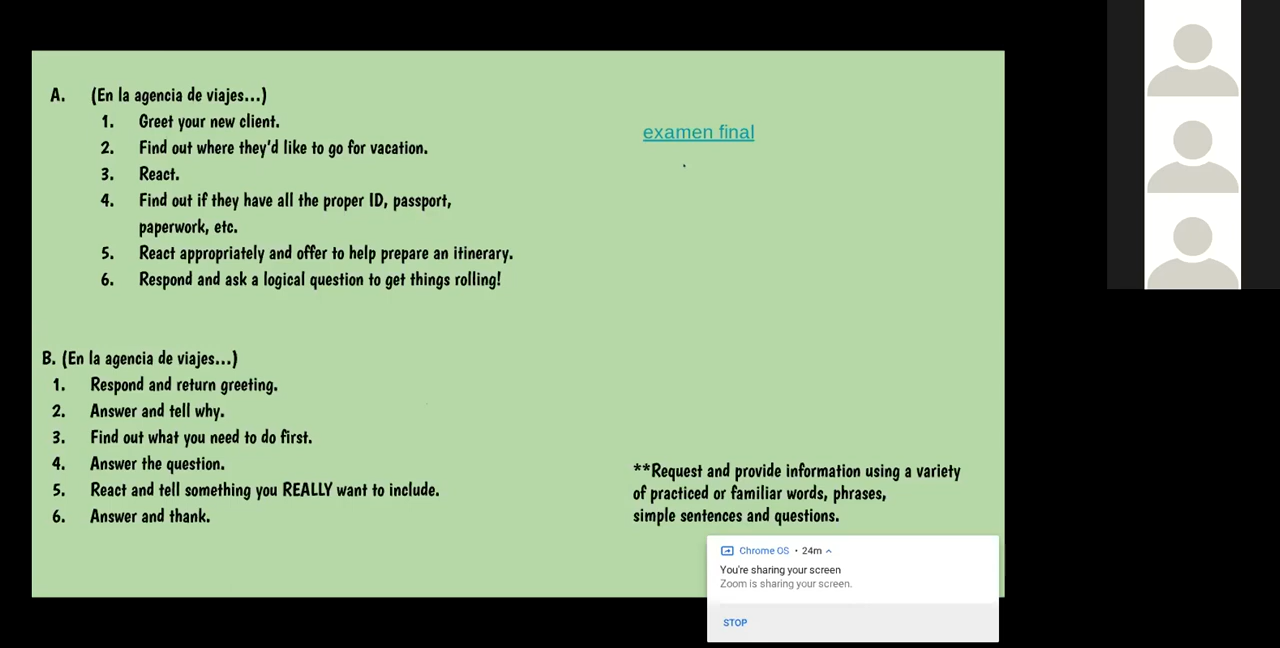 A. (En la agencia de viajes...)
1. Greet your new client.
2. Find out where they'd like to go for vacation.
3. React.
4. Find out if they have all the proper ID, passport,
paperwork, etc.
5. React appropriately and offer to help prepare an itinerary.
6. Respond and ask a logical question to get things rolling!
examen final
B. (En la agencia de viajes...)
1. Respond and return greeting.
2. Answer and tell why.
3. Find out what you need to do first.
4. Answer the question.
5. React and tell something you REALLY want to include.
6. Answer and thank.
**Request and provide information using a variety
of practiced or familiar words, phrases,
simple sentences and questions.
Chrome OS • 24m
You're sharing your screen
Zoom is sharing your screen.
STOP